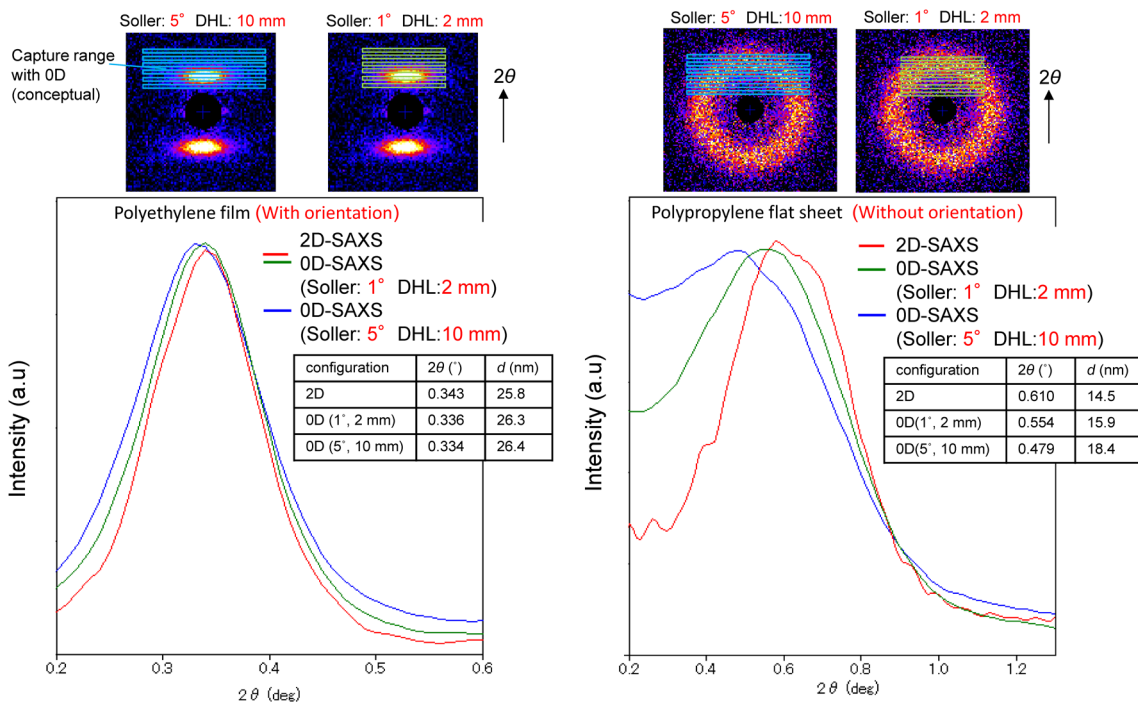 Soller: 5° DHL: 10 mm
Soller: 1° DHL: 2 mm
Capture range
with 0D
(conceptual)
2θ
Polyethylene film (With orientation)
2D-SAXS
0D-SAXS
(Soller: 1° DHL:2 mm)
0D-SAXS
(Soller: 5° DHL:10 mm)
configuration 2θ (°) d (nm)
2D 0.343 25.8
0D (1°, 2 mm) 0.336 26.3
0D (5°, 10 mm) 0.334 26.4
Intensity (a.u)
0.2 0.3 0.4 0.5 0.6
2θ (deg)
Soller: 5° DHL:10 mm
Soller: 1° DHL: 2 mm
2θ
Polypropylene flat sheet (Without orientation)
2D-SAXS
0D-SAXS
(Soller: 1° DHL:2 mm)
0D-SAXS
(Soller: 5° DHL:10 mm)
configuration 2θ (°) d (nm)
2D 0.610 14.5
0D(1°, 2 mm) 0.554 15.9
0D(5°, 10 mm) 0.479 18.4
Intensity (a.u)
0.2 0.4 0.6 0.8 1.0 1.2
2θ (deg)